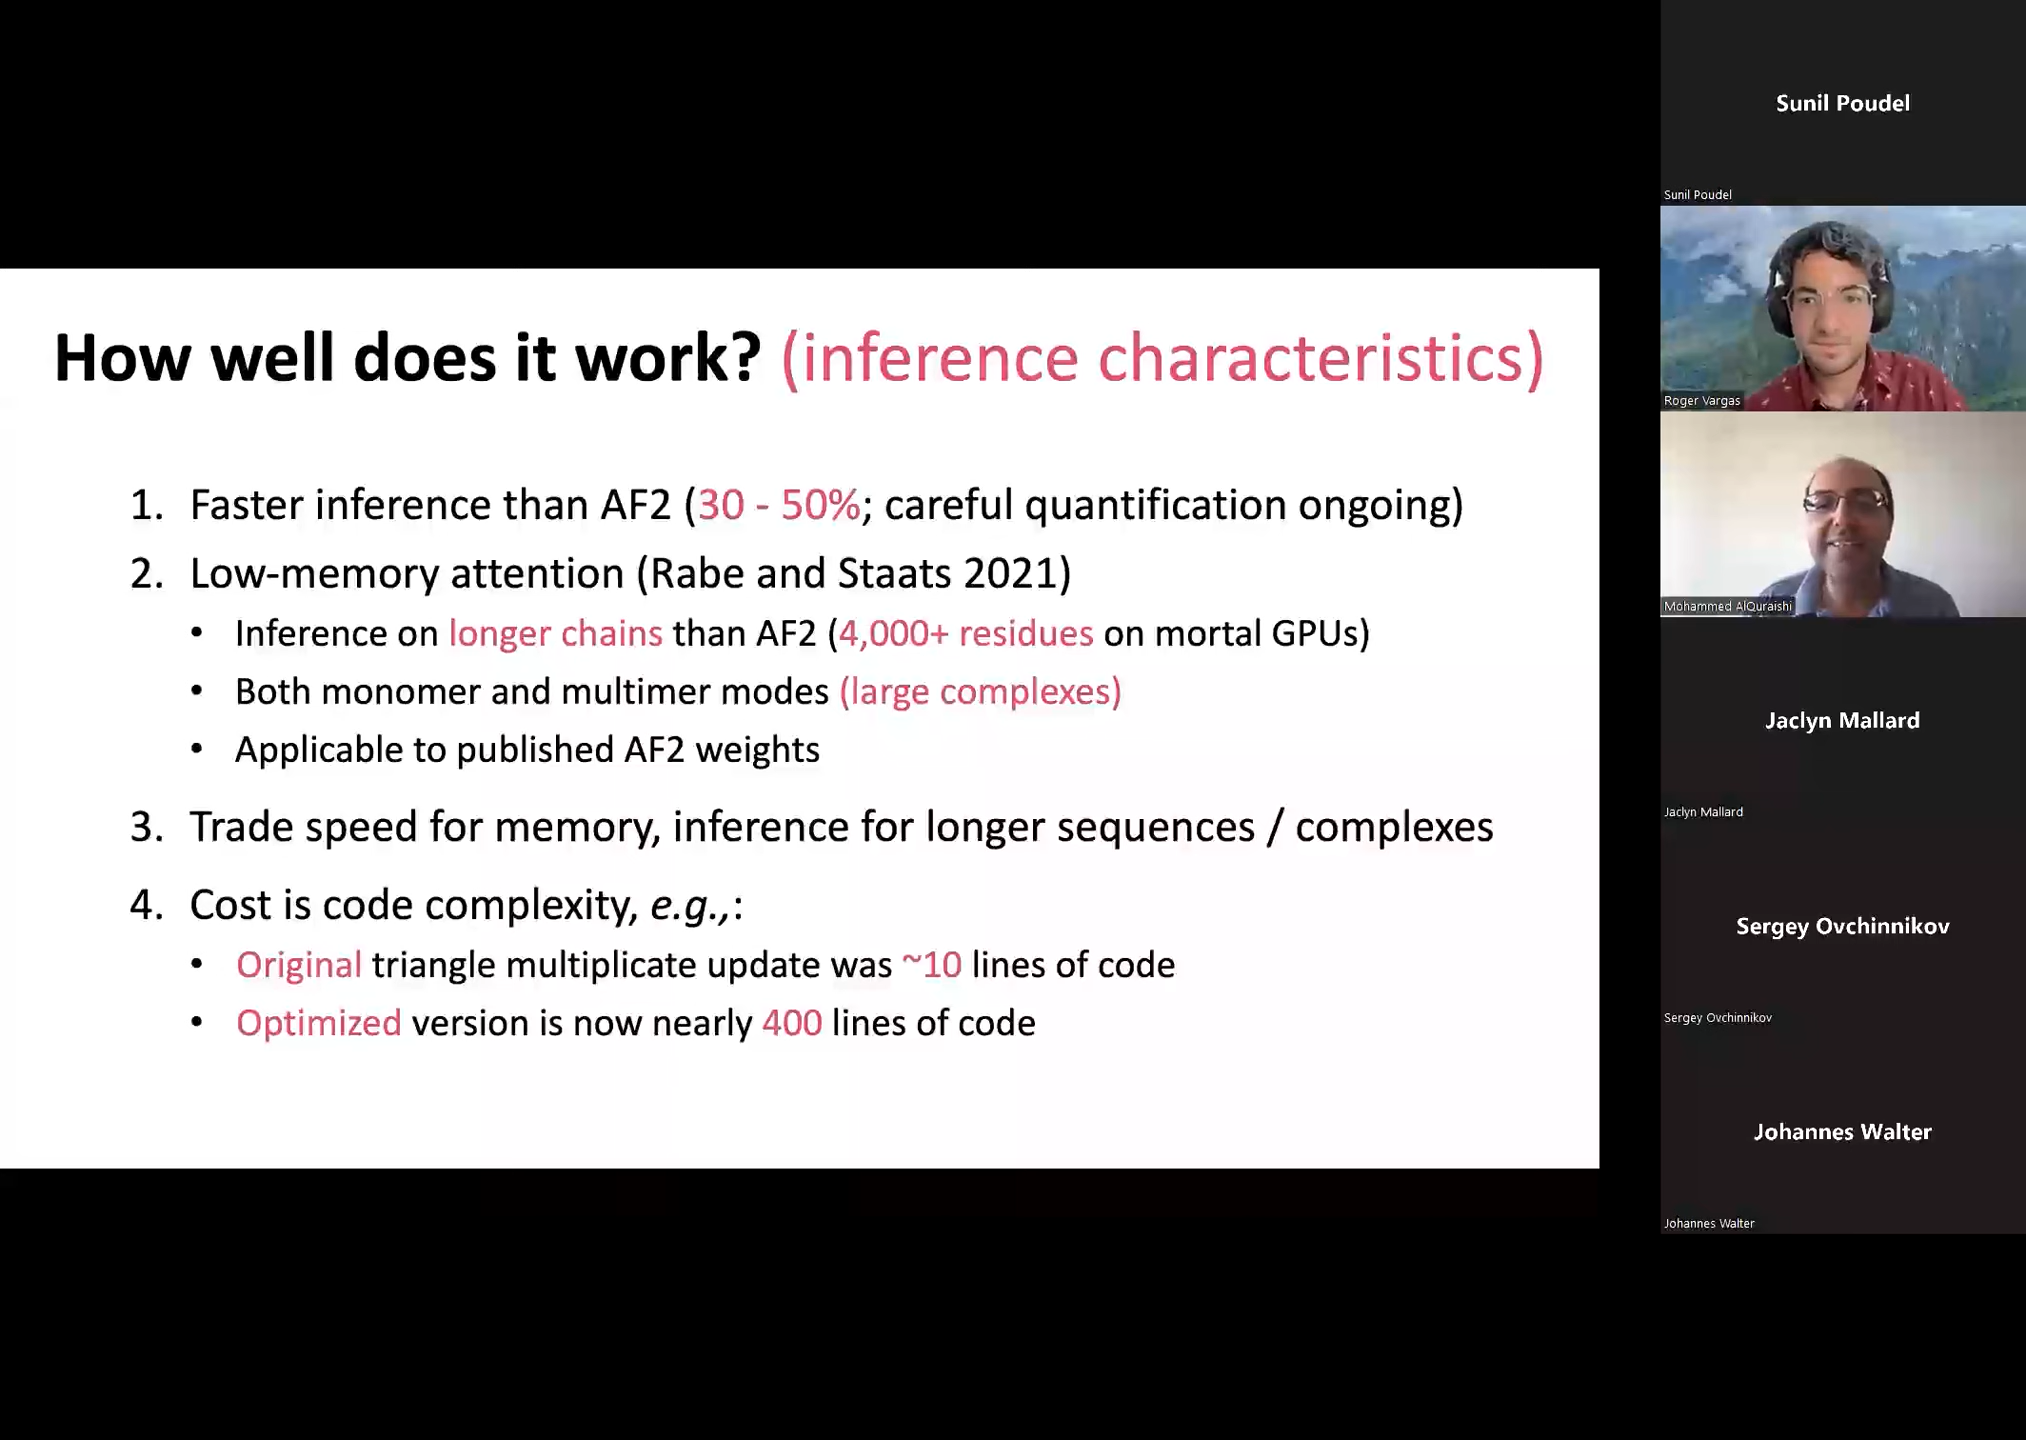 How well does it work? (inference characteristics)
1. Faster inference than AF2 (30 - 50%; careful quantification ongoing)
2. Low-memory attention (Rabe and Staats 2021)
• Inference on longer chains than AF2 (4,000+ residues on mortal GPUs)
• Both monomer and multimer modes (large complexes)
• Applicable to published AF2 weights
3. Trade speed for memory, inference for longer sequences / complexes
4. Cost is code complexity, e.g.,:
• Original triangle multiplicate update was ~10 lines of code
• Optimized version is now nearly 400 lines of code
Sunil Poudel
Sunil Poudel
Roger Vargas
Mohammed AlQuraishi
Jaclyn Mallard
Jaclyn Mallard
Sergey Ovchinnikov
Sergey Ovchinnikov
Johannes Walter
Johannes Walter